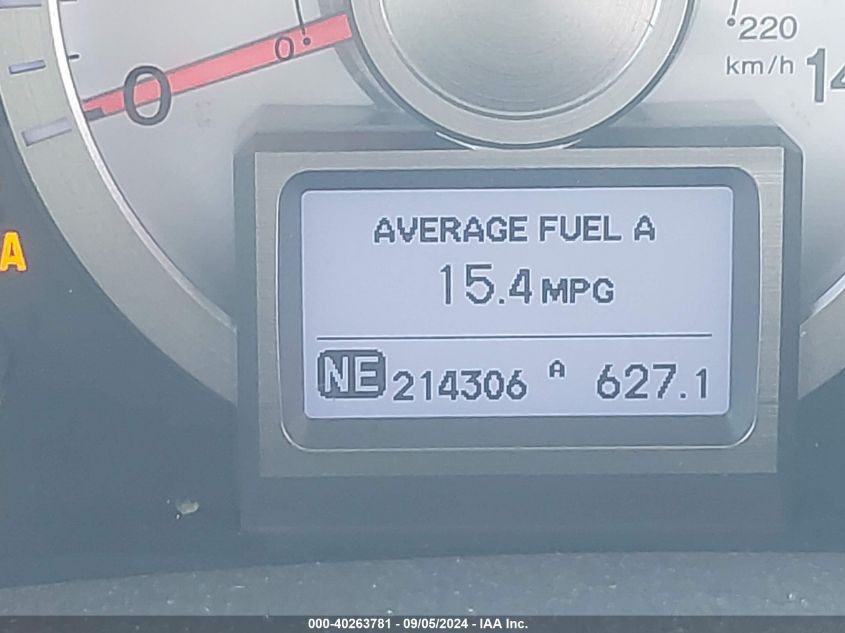 0
0
220
km/h
14
A
AVERAGE FUEL A
15.4 MPG
NE 214306 A 627.1
000-40263781 - 09/05/2024 - IAA Inc.